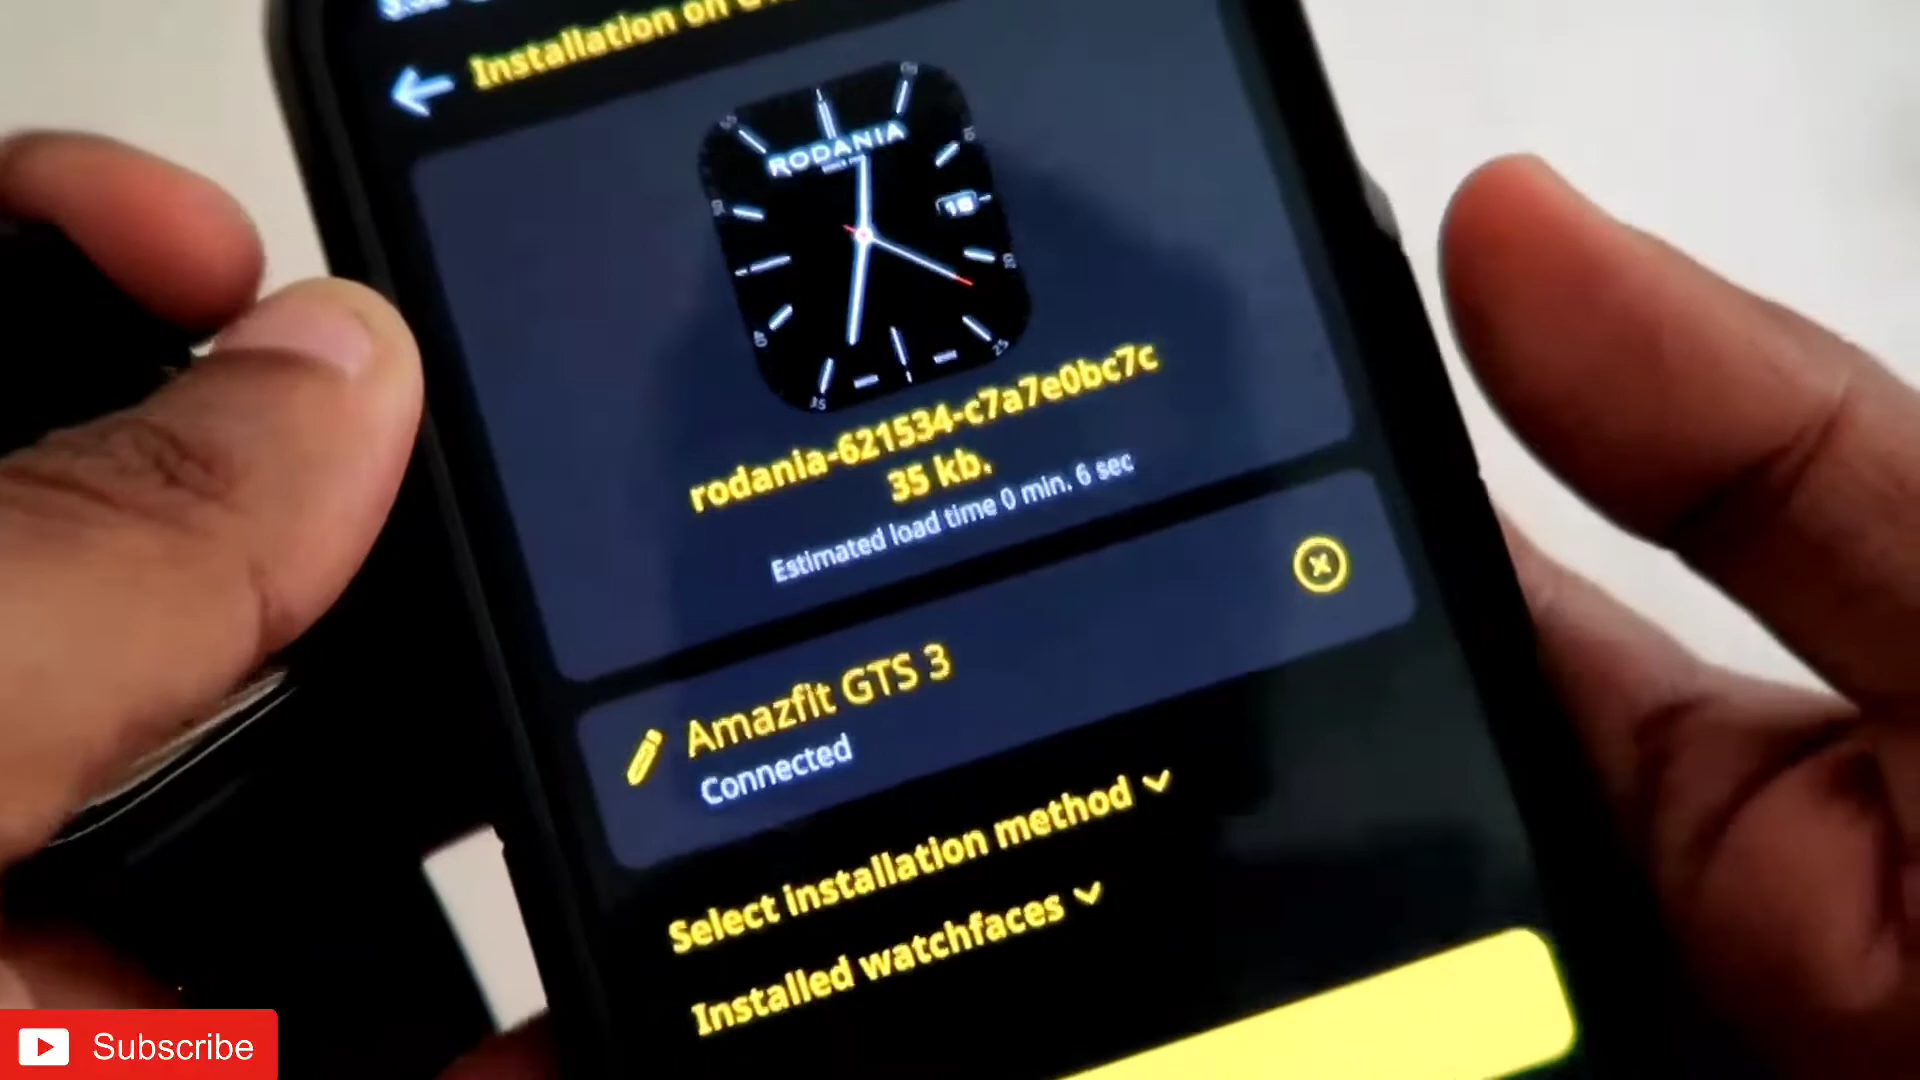 Installation on
RODANIA
16
rodania-621534-c7a7e0bc7c
35 kb.
Estimated load time 0 min. 6 sec
Amazfit GTS 3
Connected
Select installation method
Installed watchfaces
Subscribe